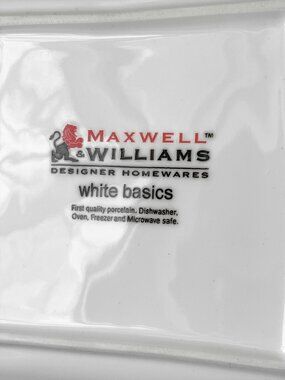 MAXWELL™
&WILLIAMS
DESIGNER HOMEWARES
white basics
First quality porcelain. Dishwasher,
Oven, Freezer and Microwave safe.